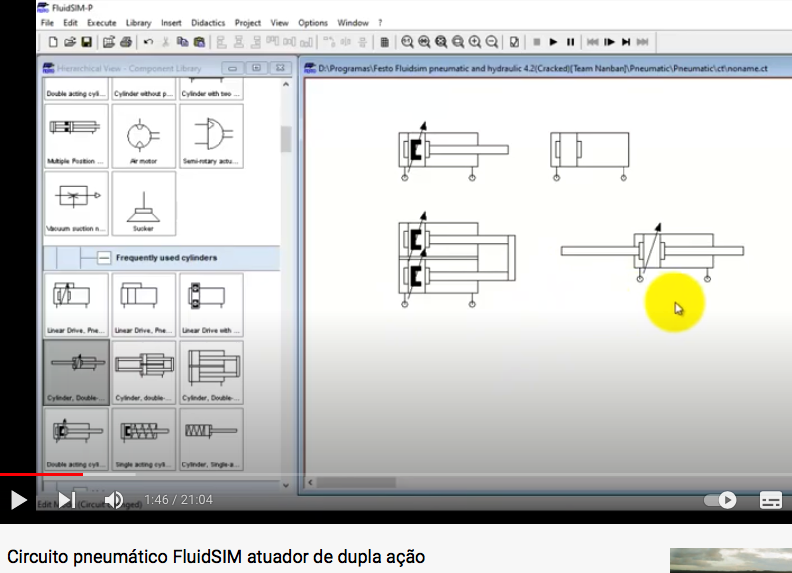 FluidSIM-P
File Edit Execute Library Insert Didactics Project View Options Window ?
Hierarchical View - Component Library
D:\Programas\Festo Fluidsim pneumatic and hydraulic 4.2(Cracked)[Team Nanban]\Pneumatic\Pneumatic\ct\noname.ct
Double acting cyli... Cylinder without p... Cylinder with two ...
Multiple Position ... Air motor Semi-rotary actu...
Vacuum suction n... Sucker
Frequently used cylinders
Linear Drive, Pne... Linear Drive, Pne... Linear Drive with ...
Cylinder, Double-... Cylinder, double-... Cylinder, Double-...
Double acting cyli... Single acting cyl... Cylinder, Single-a...
1:46 / 21:04
Edit Mode (Circuit
Circuito pneumático FluidSIM atuador de dupla ação